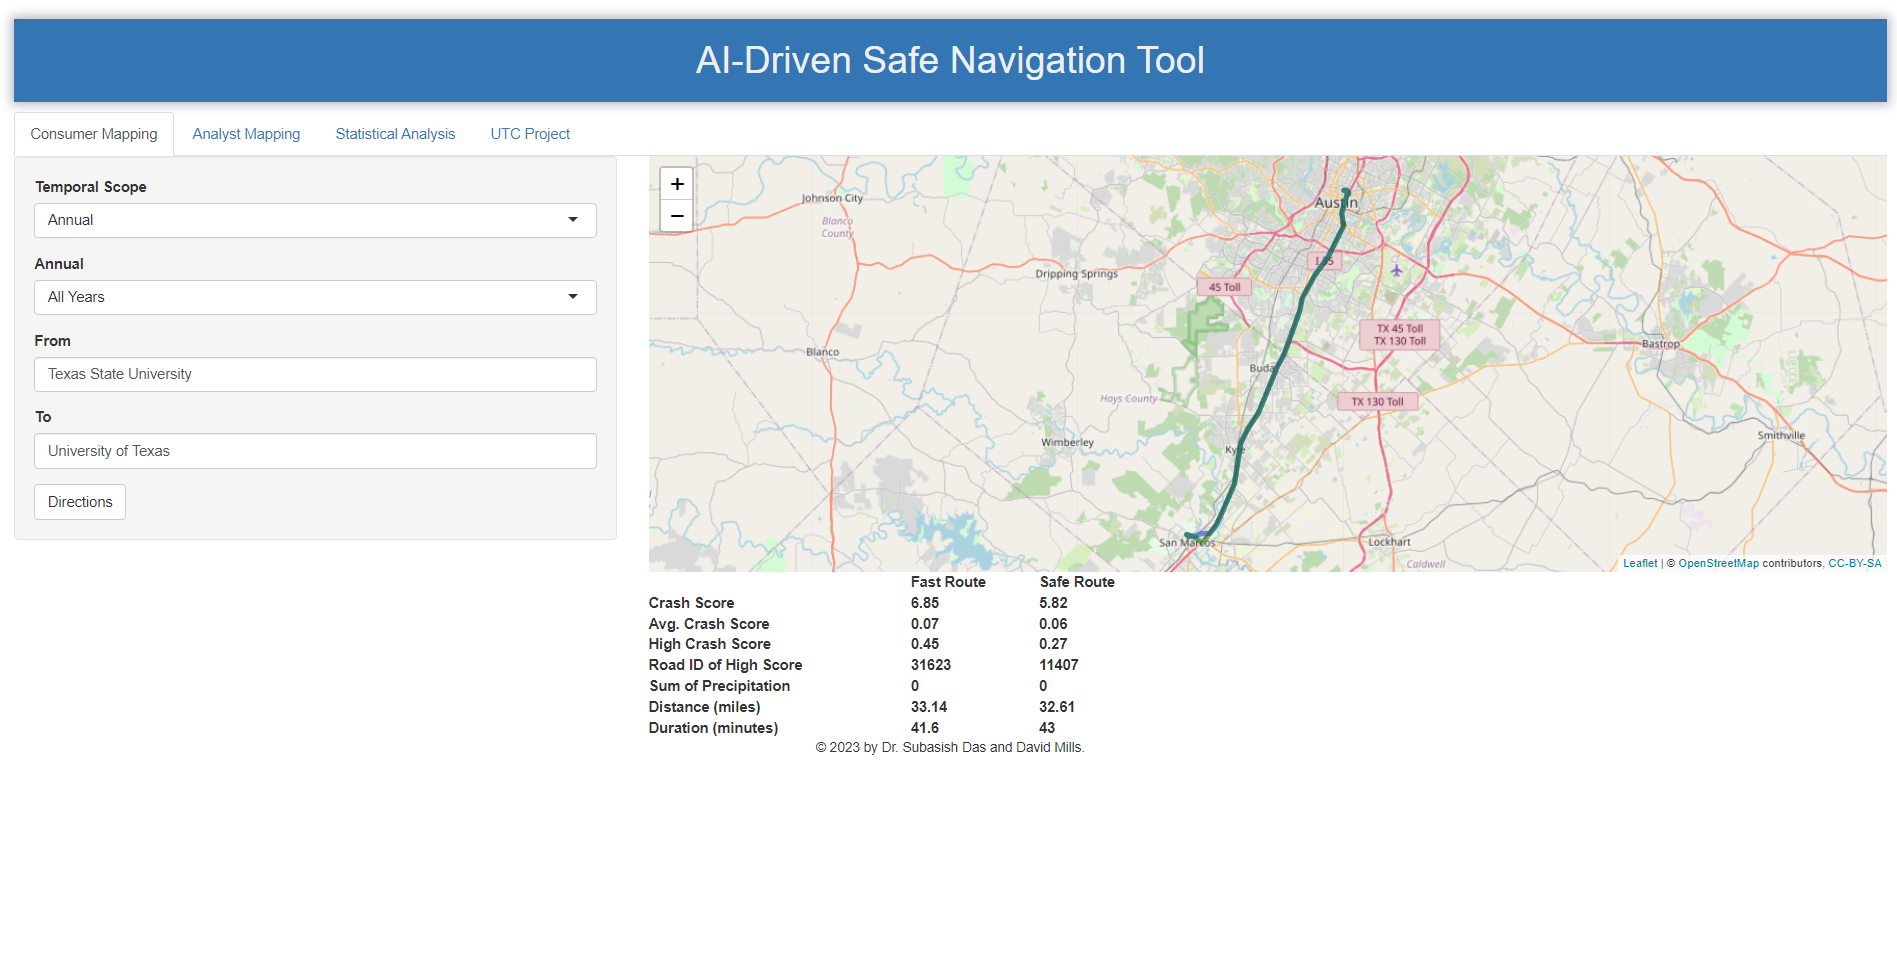 AI-Driven Safe Navigation Tool
Consumer Mapping Analyst Mapping Statistical Analysis UTC Project
Temporal Scope
Annual
Annual
All Years
From
Texas State University
To
University of Texas
Directions
+
−
Johnson City
Blanco
County
Austin
Dripping Springs
45 Toll
TX 45 Toll
TX 130 Toll
Bastrop
Blanco
Buda
Hays County
TX 130 Toll
Wimberley
Kyle
Smithville
San Marcos
Lockhart
Caldwell
Leaflet | © OpenStreetMap contributors, CC-BY-SA
Fast Route Safe Route
Crash Score 6.85 5.82
Avg. Crash Score 0.07 0.06
High Crash Score 0.45 0.27
Road ID of High Score 31623 11407
Sum of Precipitation 0 0
Distance (miles) 33.14 32.61
Duration (minutes) 41.6 43
© 2023 by Dr. Subasish Das and David Mills.